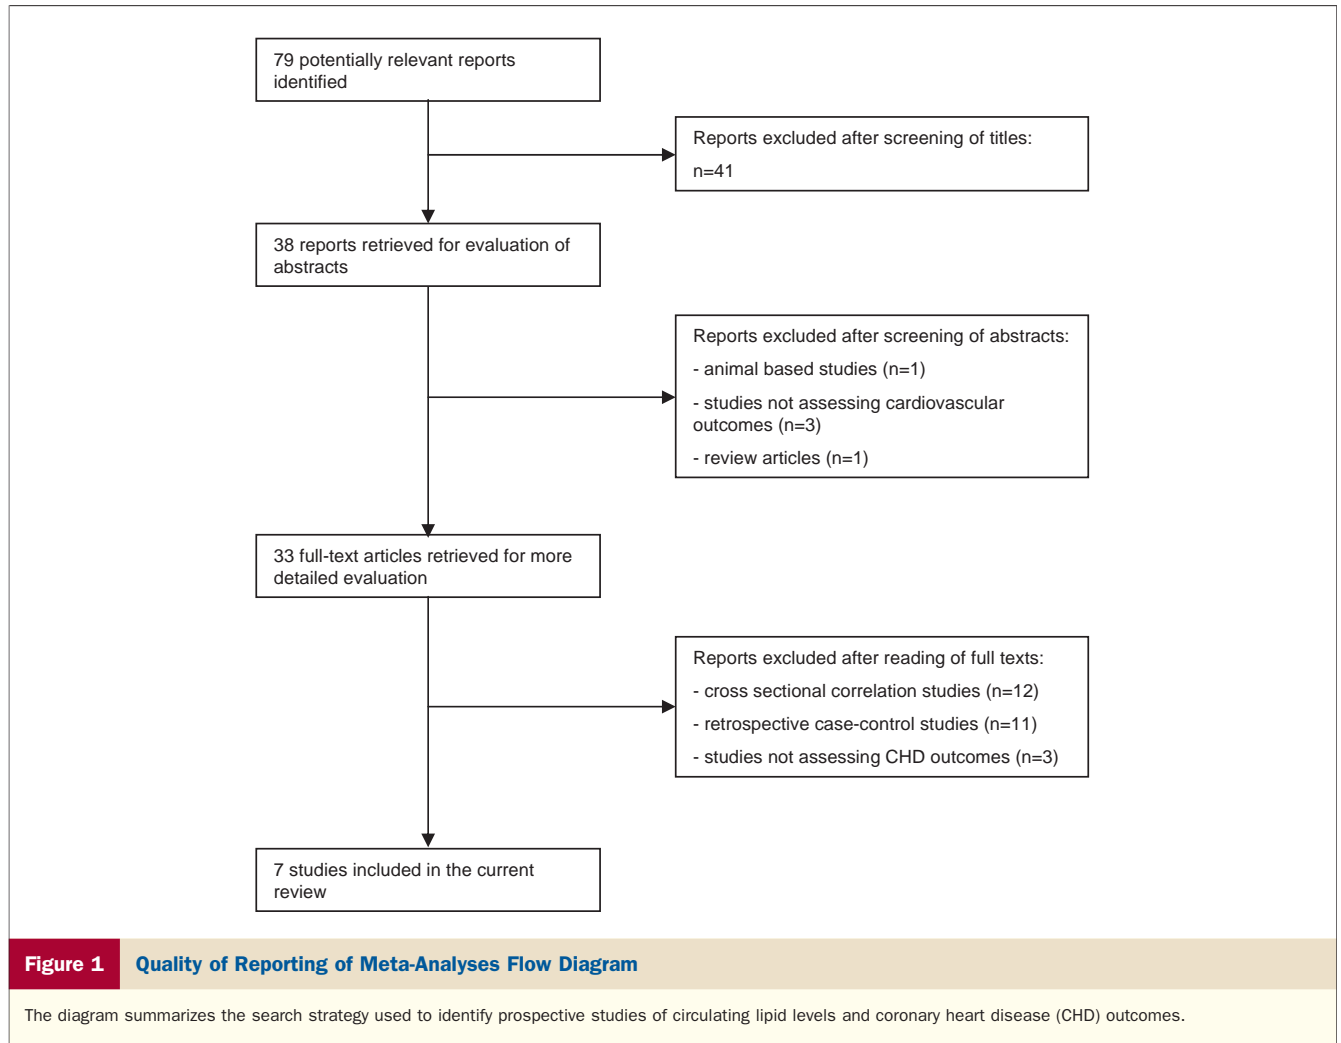 79 potentially relevant reports
identified
Reports excluded after screening of titles:
n=41
38 reports retrieved for evaluation of
abstracts
Reports excluded after screening of abstracts:
- animal based studies (n=1)
- studies not assessing cardiovascular
outcomes (n=3)
- review articles (n=1)
33 full-text articles retrieved for more
detailed evaluation
Reports excluded after reading of full texts:
- cross sectional correlation studies (n=12)
- retrospective case-control studies (n=11)
- studies not assessing CHD outcomes (n=3)
7 studies included in the current
review
Figure 1 Quality of Reporting of Meta-Analyses Flow Diagram
The diagram summarizes the search strategy used to identify prospective studies of circulating lipid levels and coronary heart disease (CHD) outcomes.